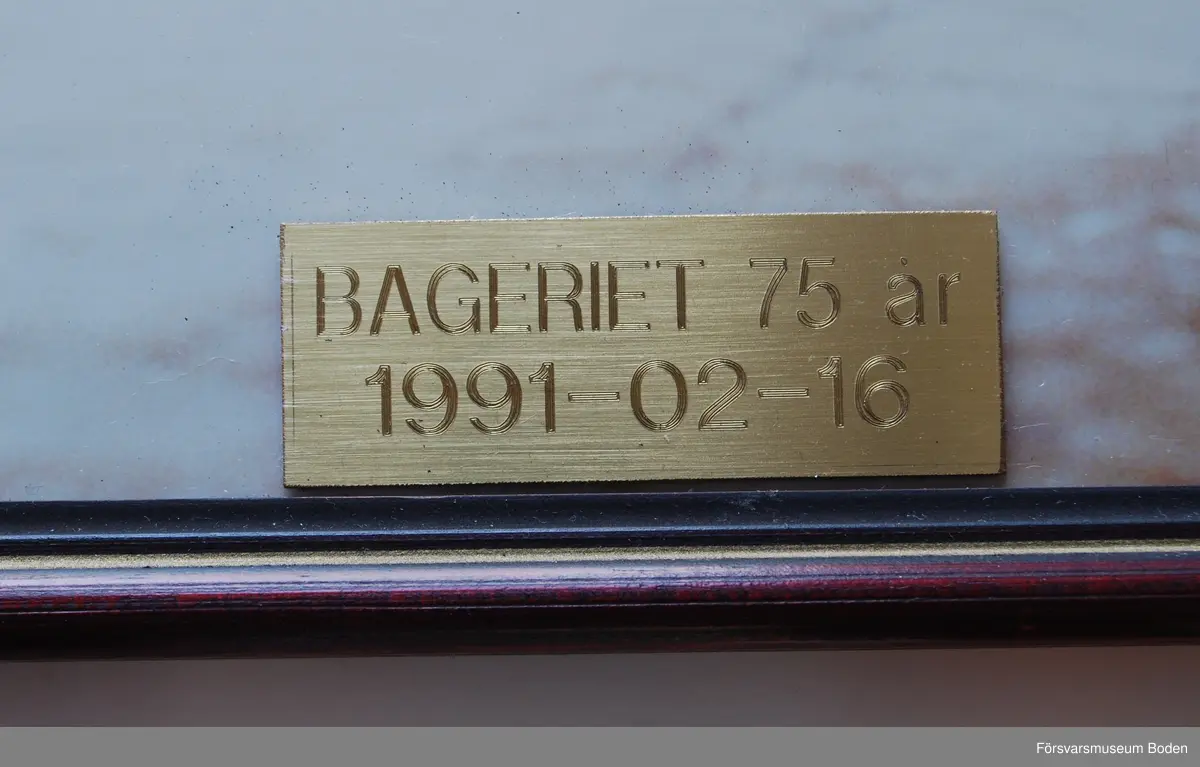 BAGERIET 75 år
1991-02-16
Försvarsmuseum Boden